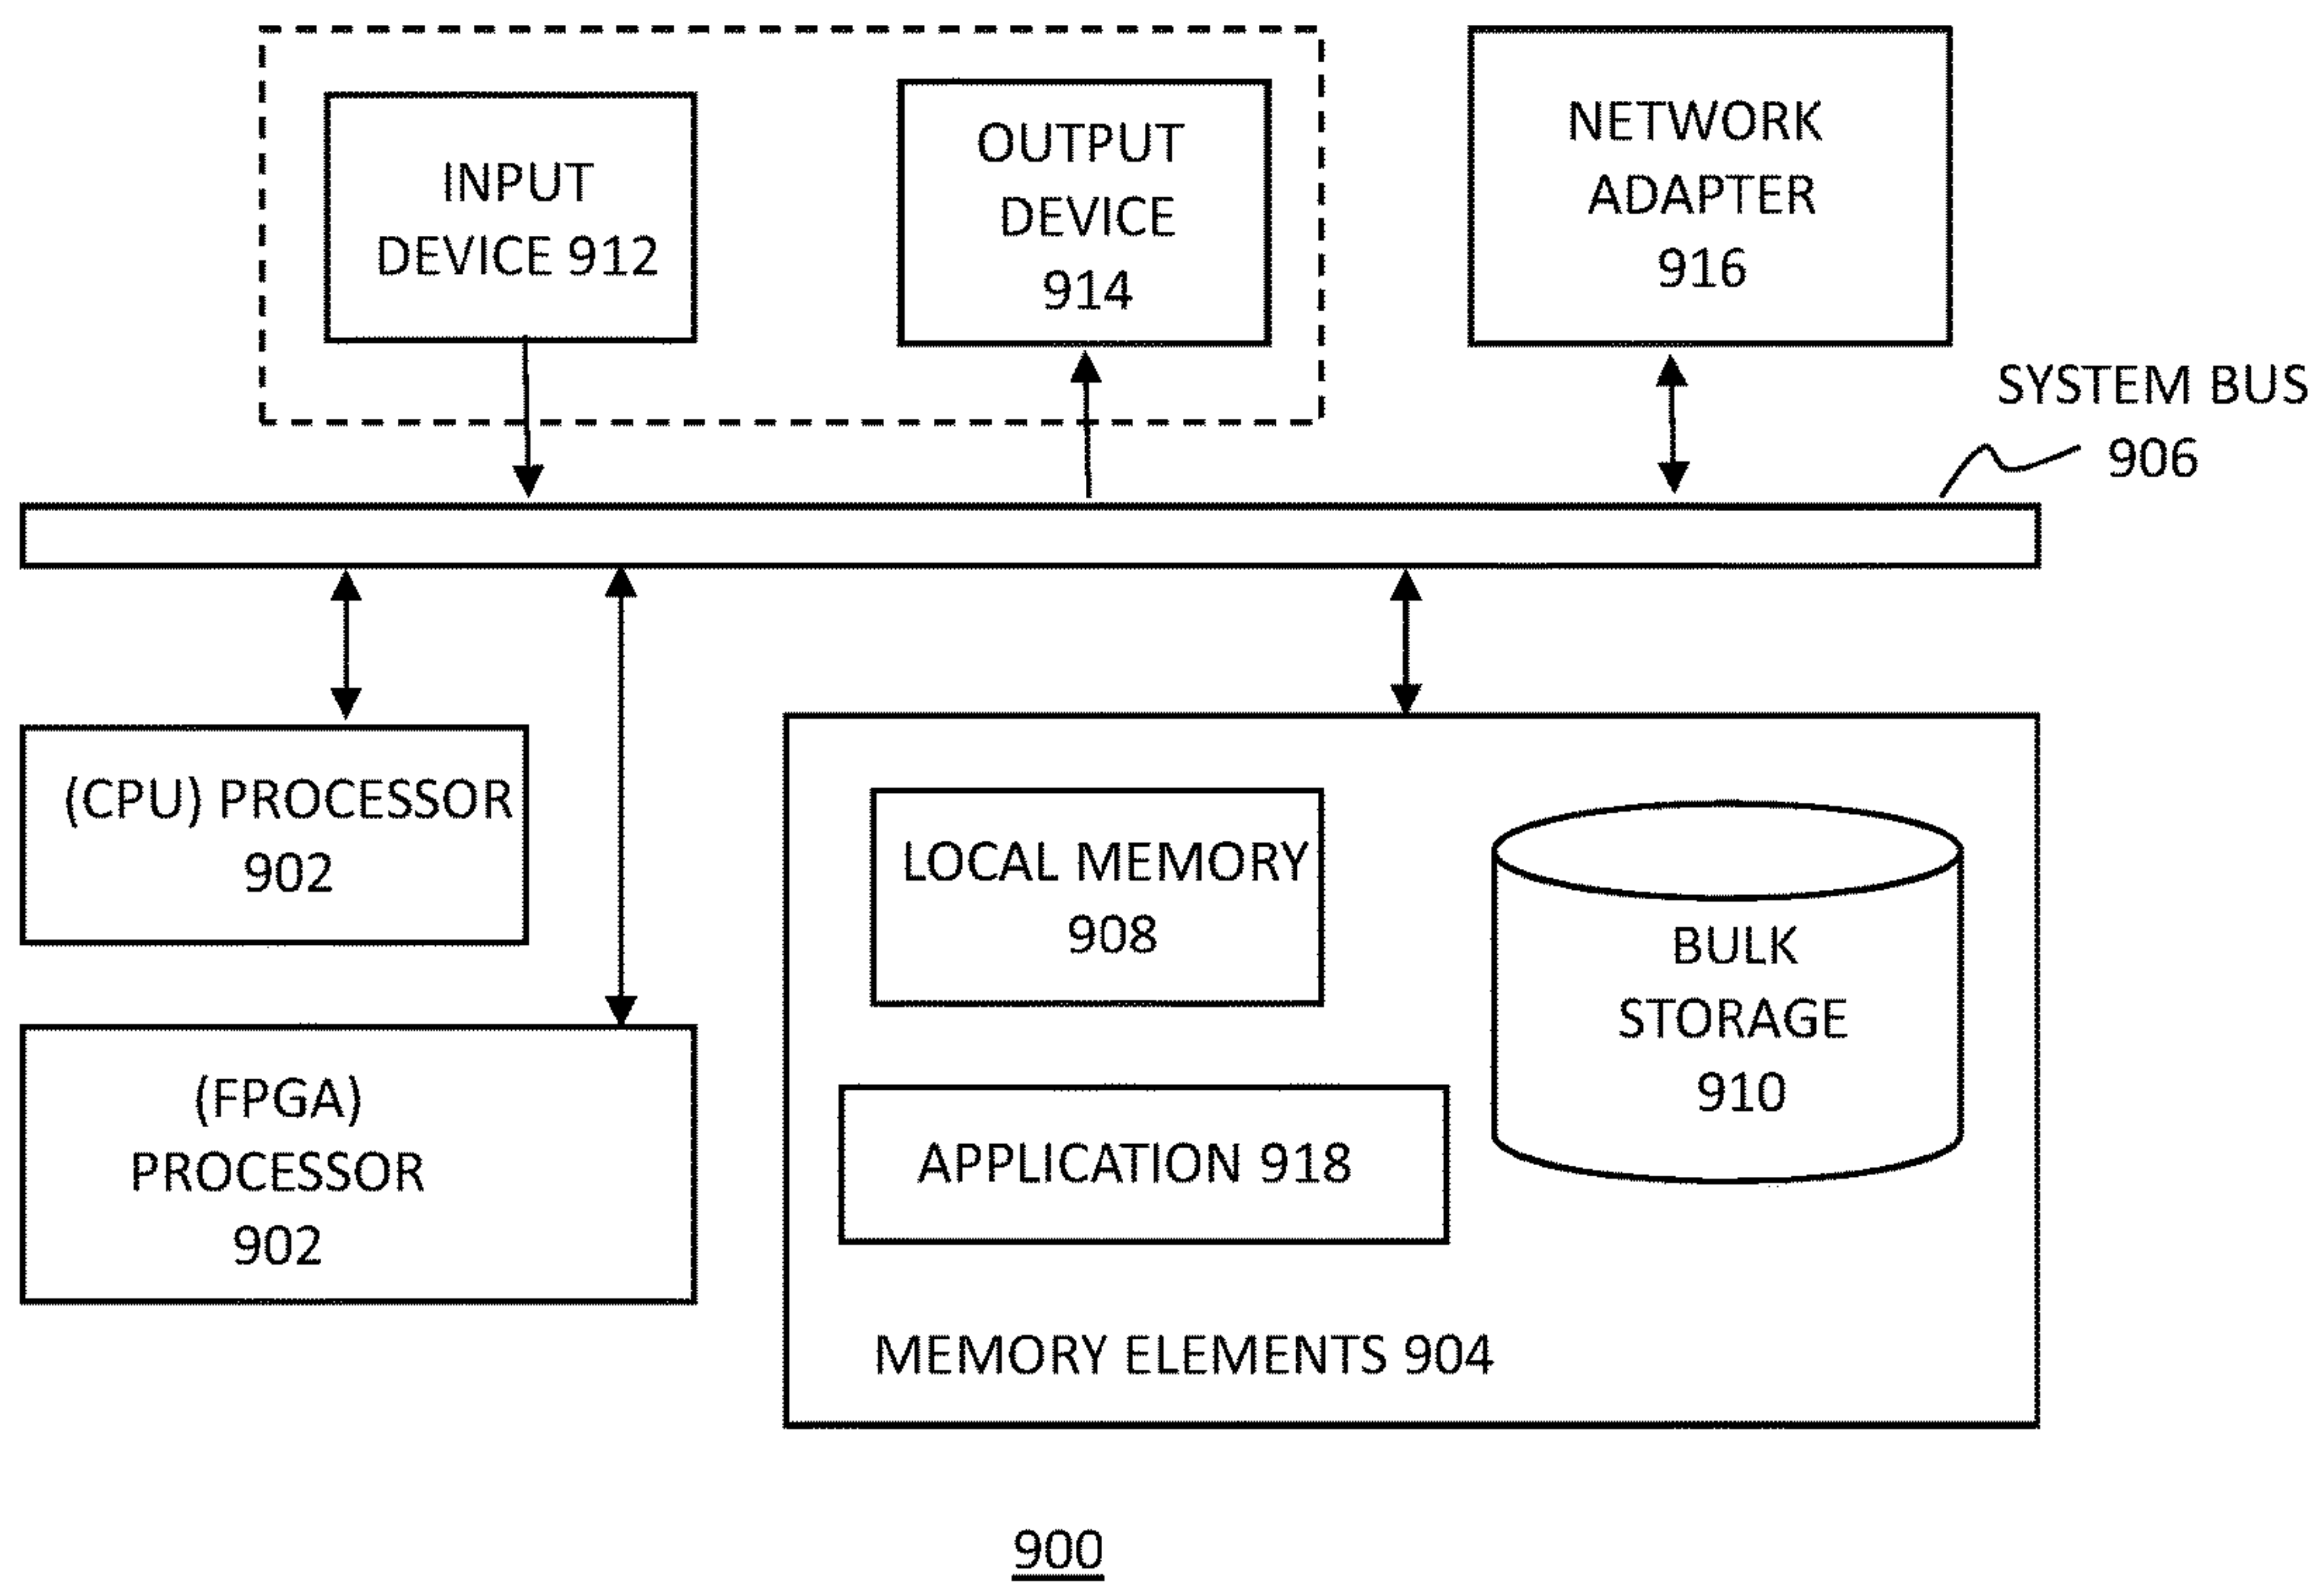 INPUT
DEVICE 912
OUTPUT
DEVICE
914
NETWORK
ADAPTER
916
SYSTEM BUS
906
(CPU) PROCESSOR
902
(FPGA)
PROCESSOR
902
LOCAL MEMORY
908
APPLICATION 918
BULK
STORAGE
910
MEMORY ELEMENTS 904
900